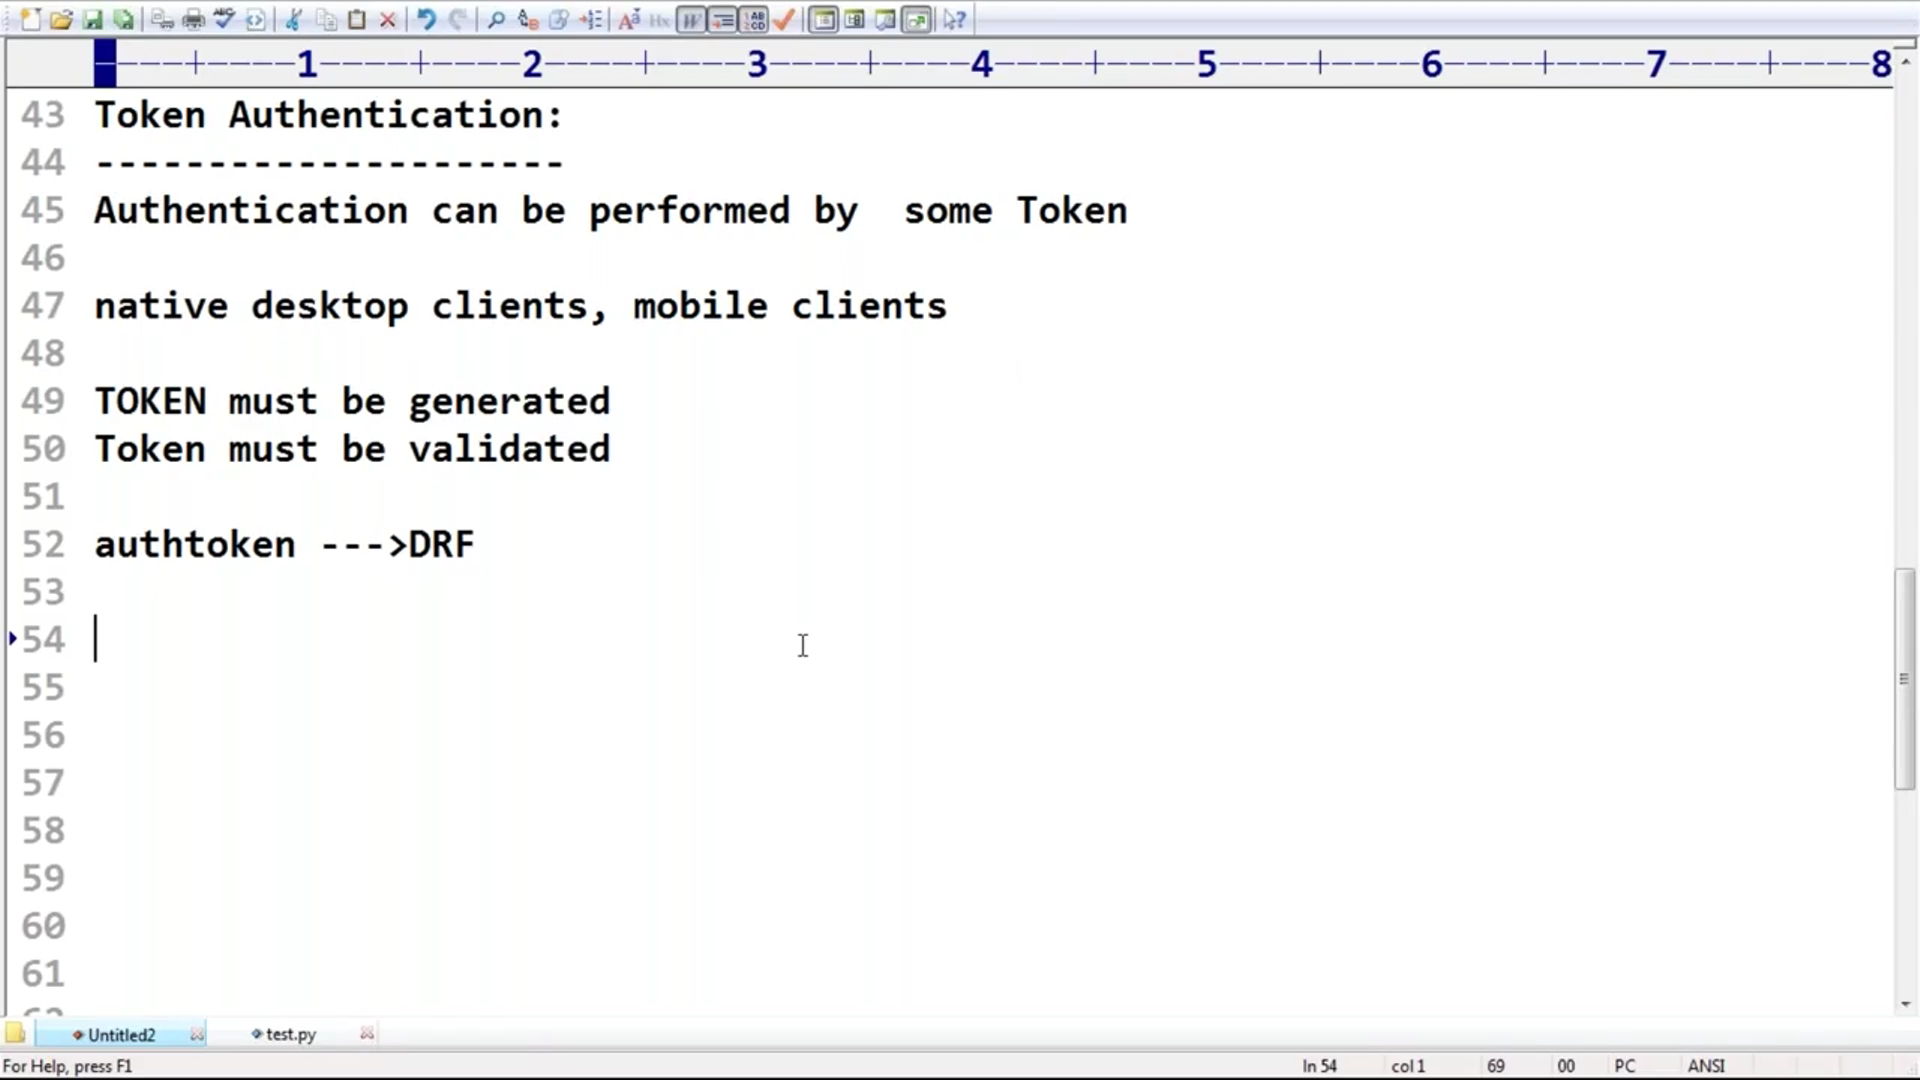 ----+----1----+----2----+----3----+----4----+----5----+----6----+----7----+----8
43 Token Authentication:
44 ---------------------
45 Authentication can be performed by  some Token
46
47 native desktop clients, mobile clients
48
49 TOKEN must be generated
50 Token must be validated
51
52 authtoken --->DRF
53
54
55
56
57
58
59
60
61
Untitled2 test.py
For Help, press F1 ln 54 col 1 69 00 PC ANSI